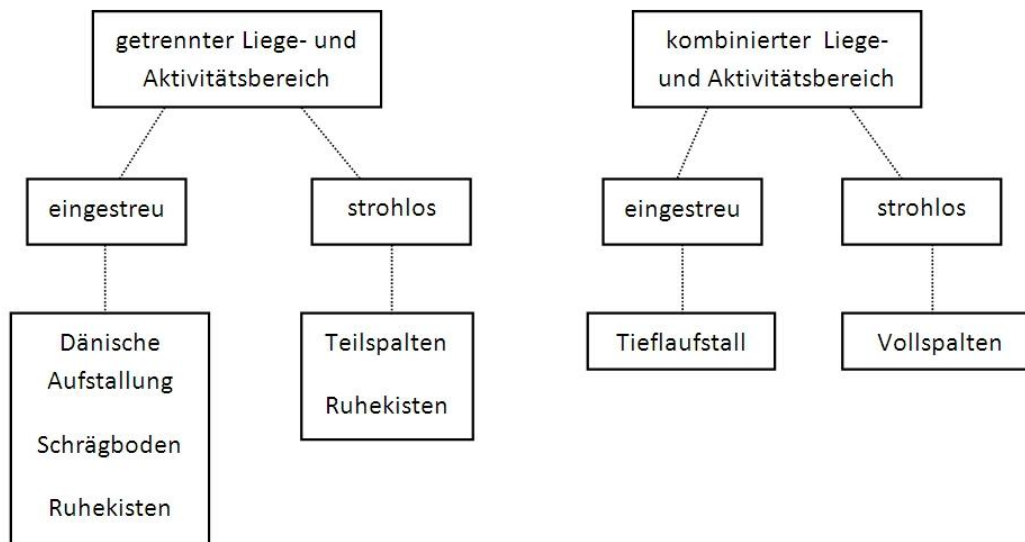 getrennter Liege- und
Aktivitätsbereich
eingestreu
strohlos
Dänische
Aufstallung
Schrägboden
Ruhekisten
Teilspalten
Ruhekisten
kombinierter Liege-
und Aktivitätsbereich
eingestreu
strohlos
Tieflaufstall
Vollspalten